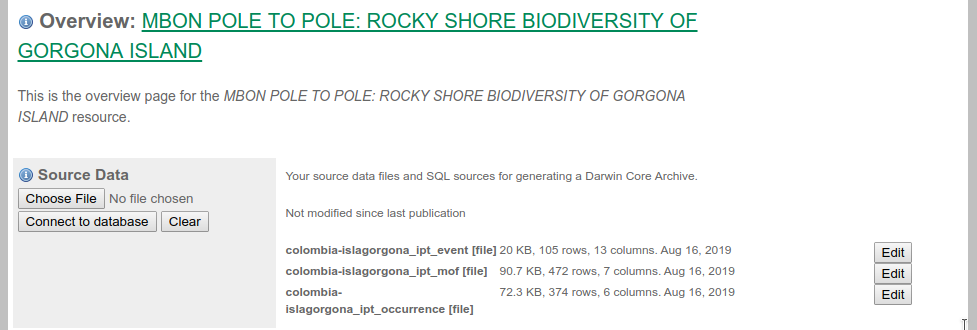 Overview: MBON POLE TO POLE: ROCKY SHORE BIODIVERSITY OF
GORGONA ISLAND
This is the overview page for the MBON POLE TO POLE: ROCKY SHORE BIODIVERSITY OF GORGONA
ISLAND resource.
Source Data
Choose File No file chosen
Connect to database Clear
Your source data files and SQL sources for generating a Darwin Core Archive.
Not modified since last publication
colombia-islagorgona_ipt_event [file] 20 KB, 105 rows, 13 columns. Aug 16, 2019 Edit
colombia-islagorgona_ipt_mof [file] 90.7 KB, 472 rows, 7 columns. Aug 16, 2019 Edit
colombia- 72.3 KB, 374 rows, 6 columns. Aug 16, 2019 Edit
islagorgona_ipt_occurrence [file]